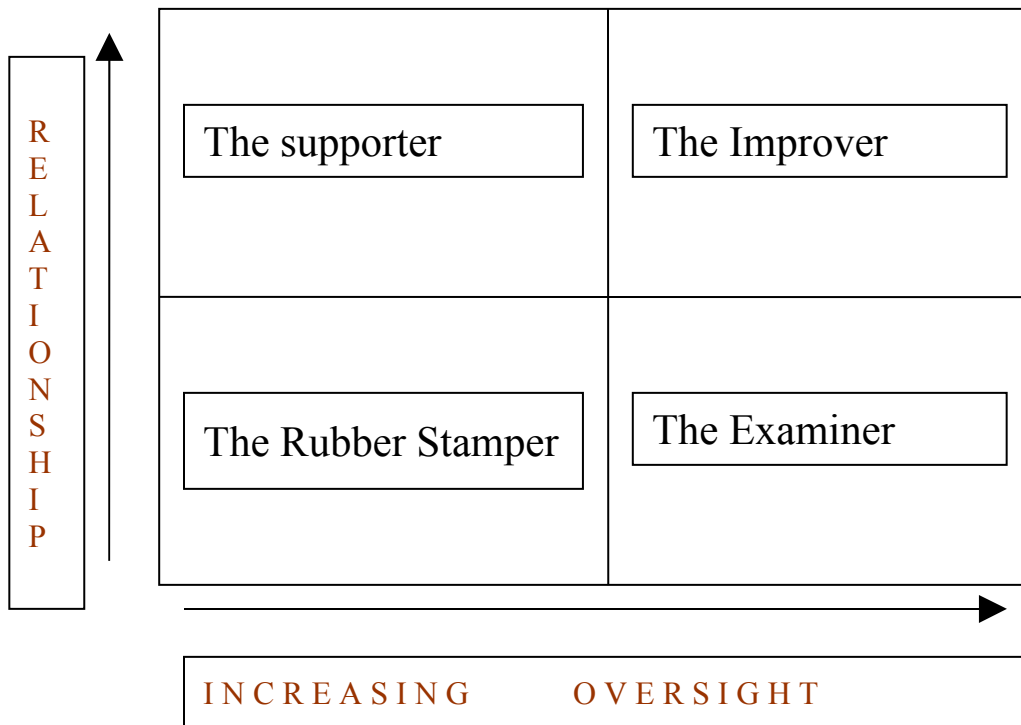 The supporter
The Improver
RELATIONSHIP
The Rubber Stamper
The Examiner
INCREASING OVERSIGHT